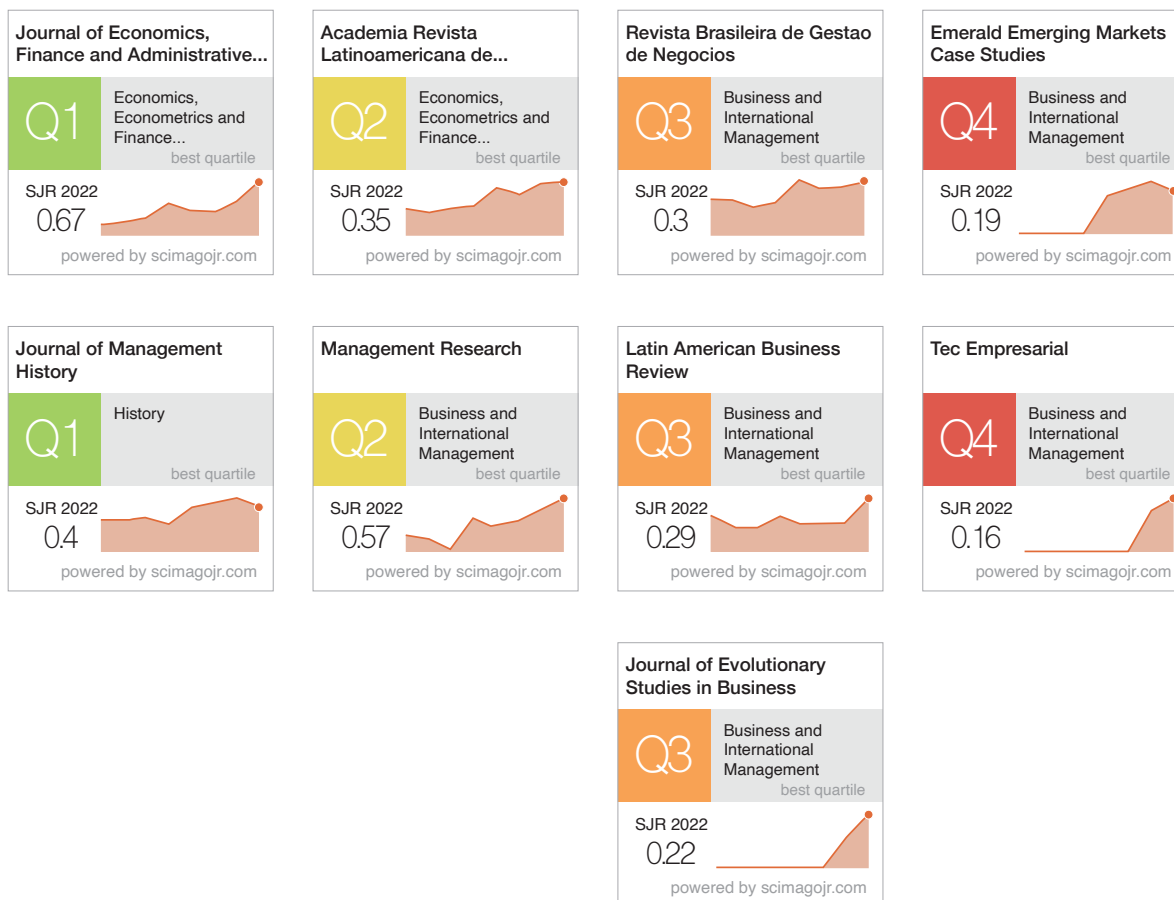 Journal of Economics,
Finance and Administrative...
Q1
Economics,
Econometrics and
Finance...
best quartile
SJR 2022
0.67
powered by scimagojr.com
Academia Revista
Latinoamericana de...
Q2
Economics,
Econometrics and
Finance...
best quartile
SJR 2022
0.35
powered by scimagojr.com
Revista Brasileira de Gestao
de Negocios
Q3
Business and
International
Management
best quartile
SJR 2022
0.3
powered by scimagojr.com
Emerald Emerging Markets
Case Studies
Q4
Business and
International
Management
best quartile
SJR 2022
0.19
powered by scimagojr.com
Journal of Management
History
Q1
History
best quartile
SJR 2022
0.4
powered by scimagojr.com
Management Research
Q2
Business and
International
Management
best quartile
SJR 2022
0.57
powered by scimagojr.com
Latin American Business
Review
Q3
Business and
International
Management
best quartile
SJR 2022
0.29
powered by scimagojr.com
Tec Empresarial
Q4
Business and
International
Management
best quartile
SJR 2022
0.16
powered by scimagojr.com
Journal of Evolutionary
Studies in Business
Q3
Business and
International
Management
best quartile
SJR 2022
0.22
powered by scimagojr.com